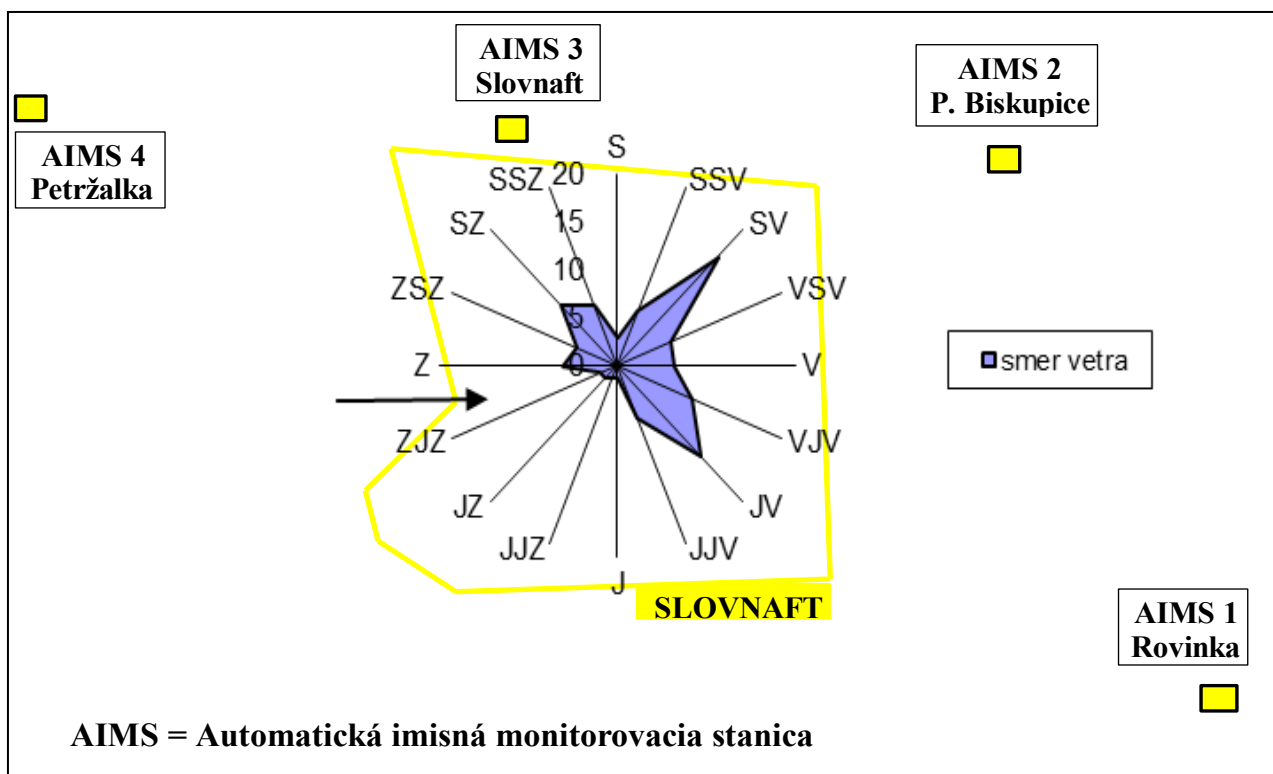 AIMS 3
Slovnaft
AIMS 2
P. Biskupice
AIMS 4
Petržalka
S
SSZ
20
SSV
SZ
15
SV
10
ZSZ
5
VSV
Z
0
V
smer vetra
ZJZ
VJV
JZ
JV
JJZ
JJV
J
SLOVNAFT
AIMS 1
Rovinka
AIMS = Automatická imisná monitorovacia stanica